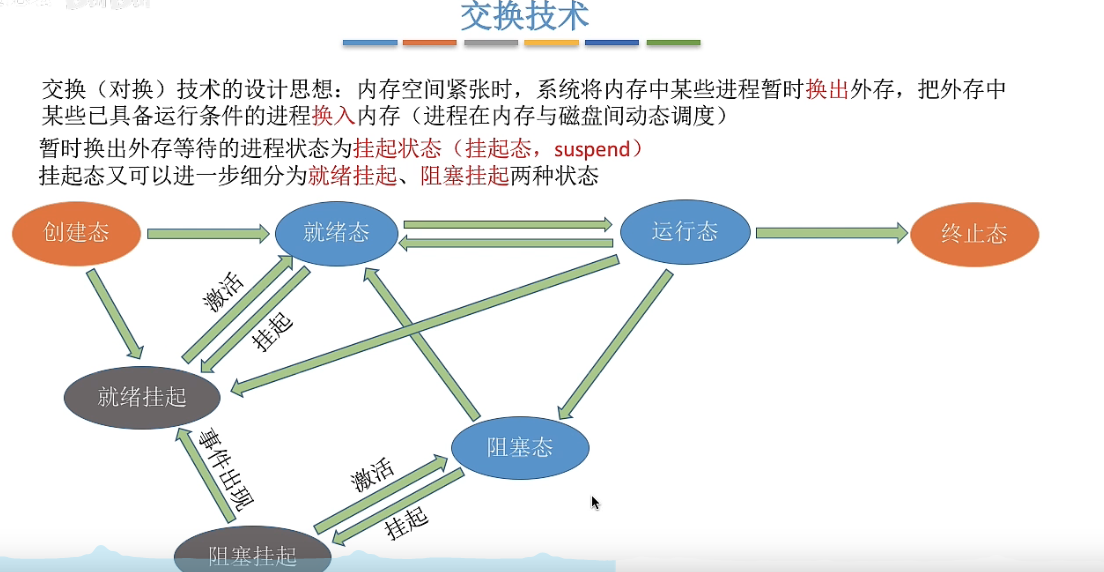 交换技术
交换（对换）技术的设计思想：内存空间紧张时，系统将内存中某些进程暂时换出外存，把外存中
某些已具备运行条件的进程换入内存（进程在内存与磁盘间动态调度）
暂时换出外存等待的进程状态为挂起状态（挂起态，suspend）
挂起态又可以进一步细分为就绪挂起、阻塞挂起两种状态
创建态
就绪态
运行态
终止态
激活
挂起
就绪挂起
事件出现
阻塞态
激活
挂起
阻塞挂起